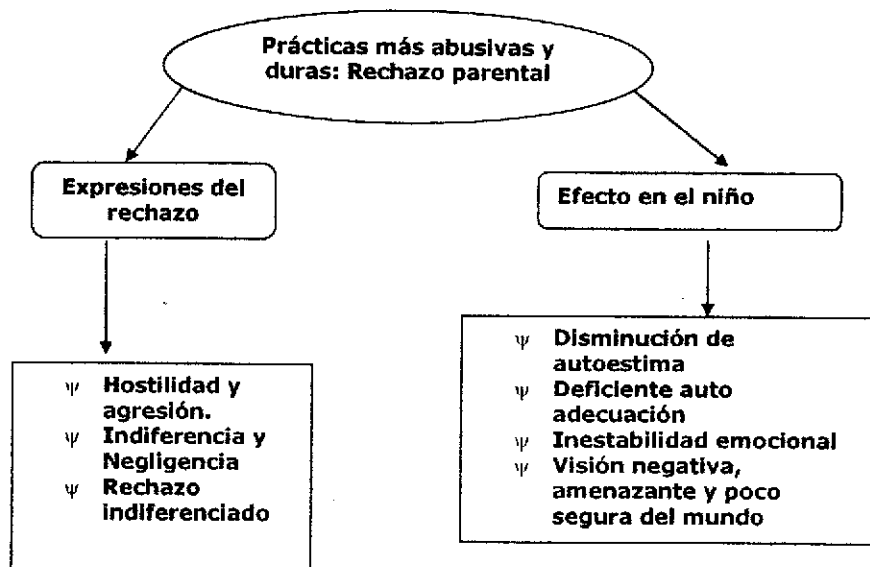 Prácticas más abusivas y
duras: Rechazo parental
Expresiones del
rechazo
Efecto en el niño
ψ Hostilidad y
agresión.
ψ Indiferencia y
Negligencia
ψ Rechazo
indiferenciado
ψ Disminución de
autoestima
ψ Deficiente auto
adecuación
ψ Inestabilidad emocional
ψ Visión negativa,
amenazante y poco
segura del mundo